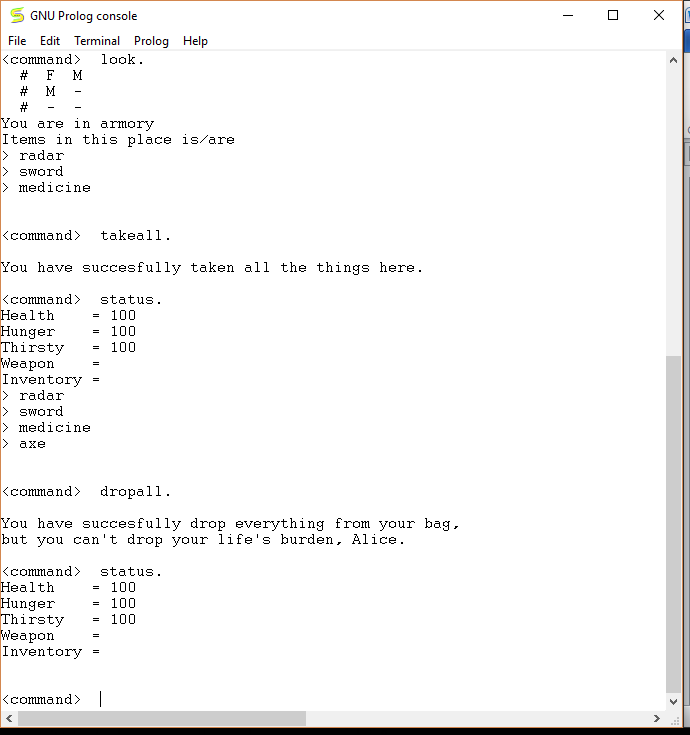 GNU Prolog console
File Edit Terminal Prolog Help
<command>  look.
  #  F  M
  #  M  -
  #  -  -
You are in armory
Items in this place is/are
> radar
> sword
> medicine
<command>  takeall.
You have succesfully taken all the things here.
<command>  status.
Health    = 100
Hunger    = 100
Thirsty   = 100
Weapon    =
Inventory =
> radar
> sword
> medicine
> axe
<command>  dropall.
You have succesfully drop everything from your bag,
but you can't drop your life's burden, Alice.
<command>  status.
Health    = 100
Hunger    = 100
Thirsty   = 100
Weapon    =
Inventory =
<command>